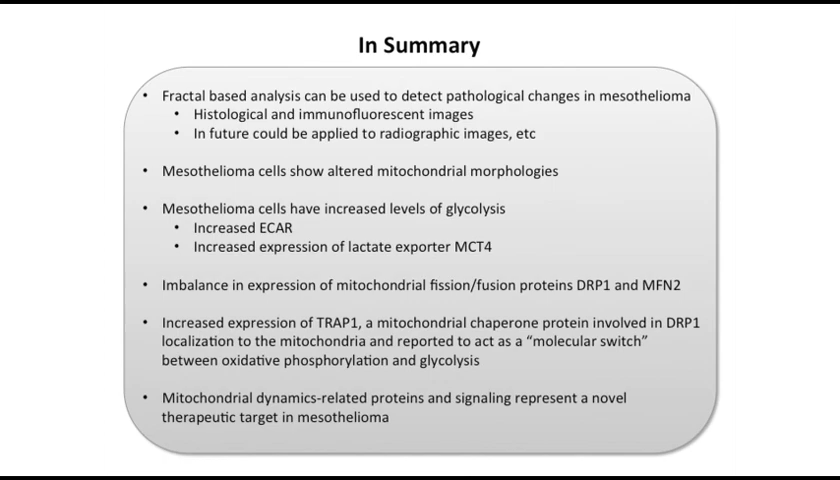 In Summary
• Fractal based analysis can be used to detect pathological changes in mesothelioma
• Histological and immunofluorescent images
• In future could be applied to radiographic images, etc
• Mesothelioma cells show altered mitochondrial morphologies
• Mesothelioma cells have increased levels of glycolysis
• Increased ECAR
• Increased expression of lactate exporter MCT4
• Imbalance in expression of mitochondrial fission/fusion proteins DRP1 and MFN2
• Increased expression of TRAP1, a mitochondrial chaperone protein involved in DRP1
localization to the mitochondria and reported to act as a “molecular switch”
between oxidative phosphorylation and glycolysis
• Mitochondrial dynamics-related proteins and signaling represent a novel
therapeutic target in mesothelioma